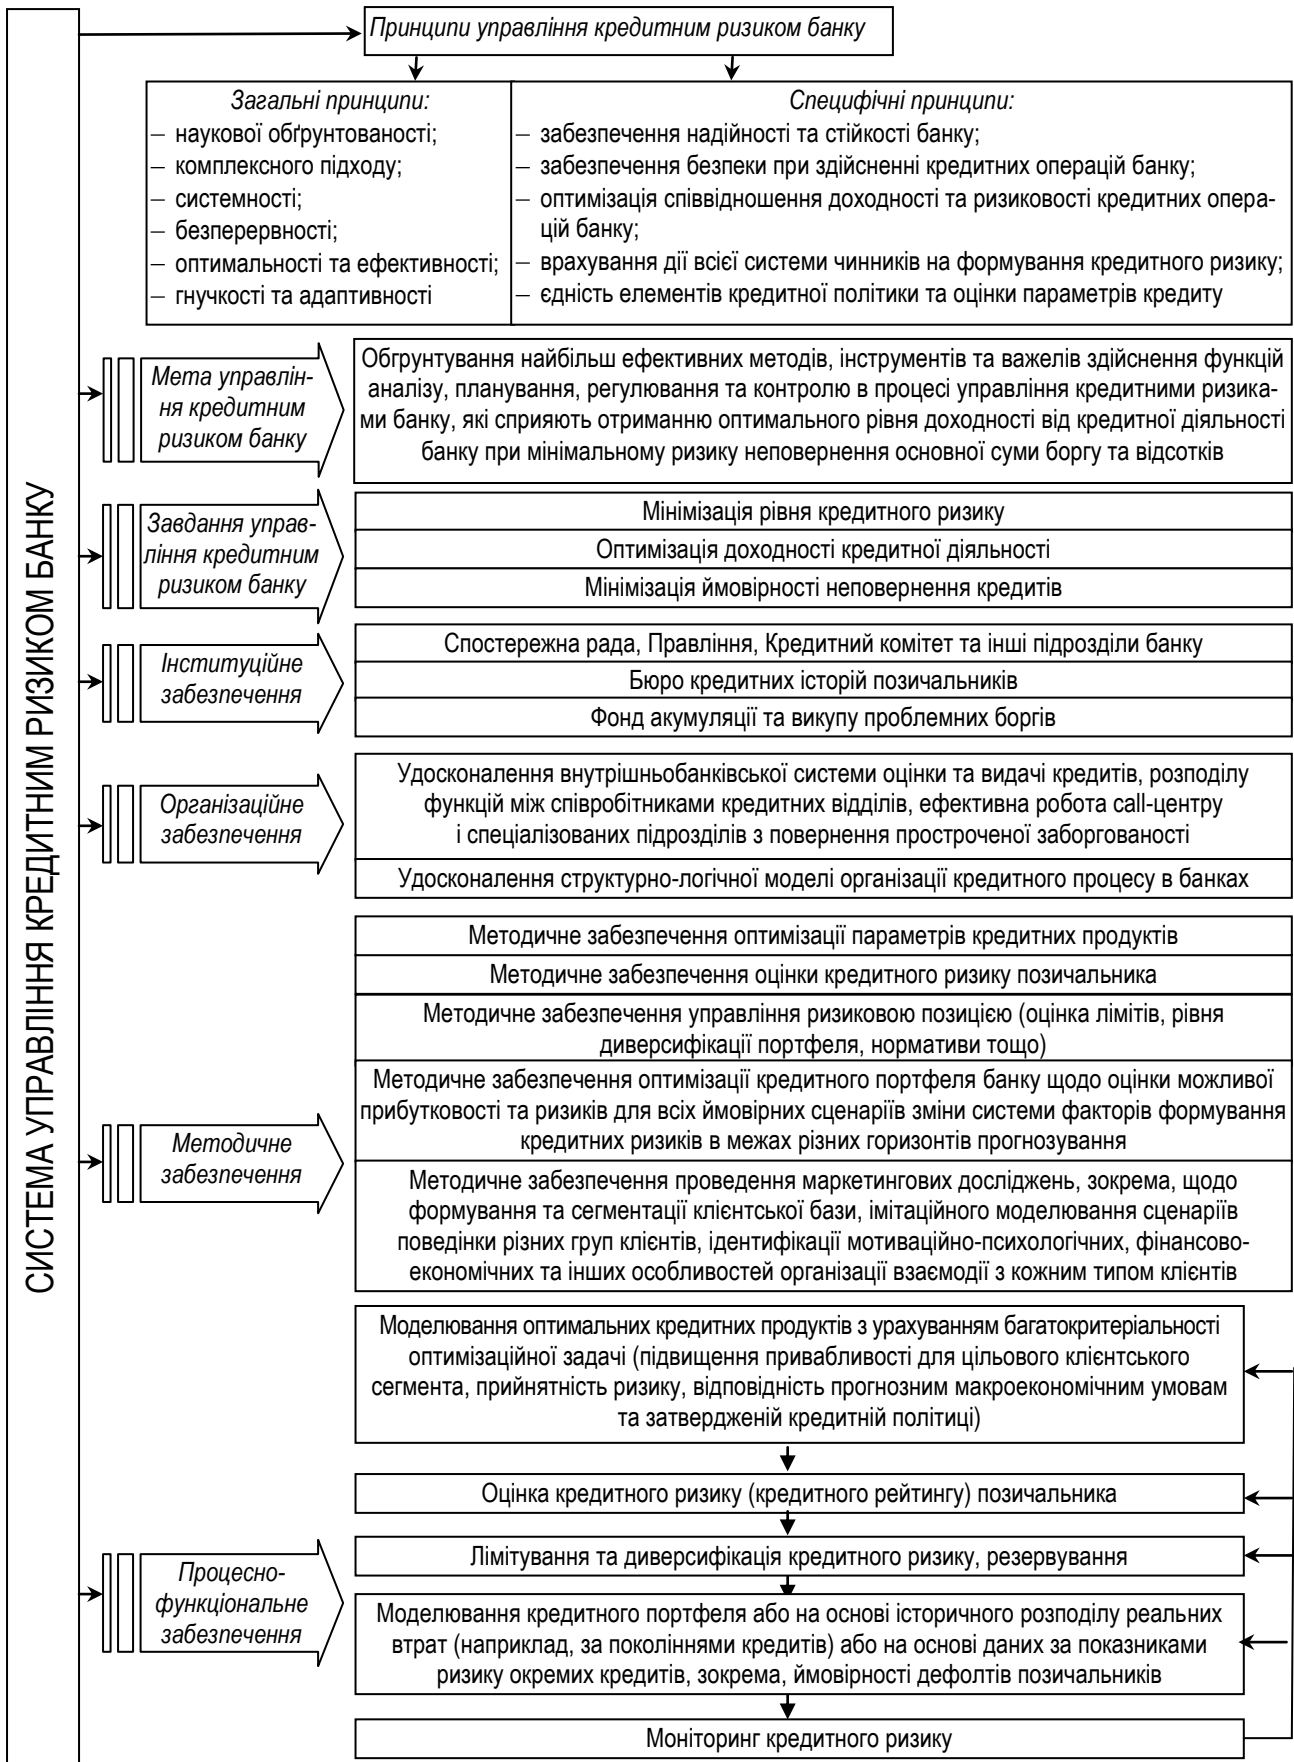 СИСТЕМА УПРАВЛІННЯ КРЕДИТНИМ РИЗИКОМ БАНКУ
Принципи управління кредитним ризиком банку
Загальні принципи:
– наукової обґрунтованості;
– комплексного підходу;
– системності;
– безперервності;
– оптимальності та ефективності;
– гнучкості та адаптивності
Специфічні принципи:
– забезпечення надійності та стійкості банку;
– забезпечення безпеки при здійсненні кредитних операцій банку;
– оптимізація співвідношення доходності та ризиковості кредитних опера-
цій банку;
– врахування дії всієї системи чинників на формування кредитного ризику;
– єдність елементів кредитної політики та оцінки параметрів кредиту
Мета управлін-
ня кредитним
ризиком банку
Обґрунтування найбільш ефективних методів, інструментів та важелів здійснення функцій
аналізу, планування, регулювання та контролю в процесі управління кредитними ризика-
ми банку, які сприяють отриманню оптимального рівня доходності від кредитної діяльності
банку при мінімальному ризику неповернення основної суми боргу та відсотків
Завдання управ-
ління кредитним
ризиком банку
Мінімізація рівня кредитного ризику
Оптимізація доходності кредитної діяльності
Мінімізація ймовірності неповернення кредитів
Інституційне
забезпечення
Спостережна рада, Правління, Кредитний комітет та інші підрозділи банку
Бюро кредитних історій позичальників
Фонд акумуляції та викупу проблемних боргів
Організаційне
забезпечення
Удосконалення внутрішньобанківської системи оцінки та видачі кредитів, розподілу
функцій між співробітниками кредитних відділів, ефективна робота call-центру
і спеціалізованих підрозділів з повернення простроченої заборгованості
Удосконалення структурно-логічної моделі організації кредитного процесу в банках
Методичне
забезпечення
Методичне забезпечення оптимізації параметрів кредитних продуктів
Методичне забезпечення оцінки кредитного ризику позичальника
Методичне забезпечення управління ризиковою позицією (оцінка лімітів, рівня
диверсифікації портфеля, нормативи тощо)
Методичне забезпечення оптимізації кредитного портфеля банку щодо оцінки можливої
прибутковості та ризиків для всіх ймовірних сценаріїв зміни системи факторів формування
кредитних ризиків в межах різних горизонтів прогнозування
Методичне забезпечення проведення маркетингових досліджень, зокрема, щодо
формування та сегментації клієнтської бази, імітаційного моделювання сценаріїв
поведінки різних груп клієнтів, ідентифікації мотиваційно-психологічних, фінансово-
економічних та інших особливостей організації взаємодії з кожним типом клієнтів
Процесно-
функціональне
забезпечення
Моделювання оптимальних кредитних продуктів з урахуванням багатокритеріальності
оптимізаційної задачі (підвищення привабливості для цільового клієнтського
сегмента, прийнятність ризику, відповідність прогнозним макроекономічним умовам
та затвердженій кредитній політиці)
Оцінка кредитного ризику (кредитного рейтингу) позичальника
Лімітування та диверсифікація кредитного ризику, резервування
Моделювання кредитного портфеля або на основі історичного розподілу реальних
втрат (наприклад, за поколіннями кредитів) або на основі даних за показниками
ризику окремих кредитів, зокрема, ймовірності дефолтів позичальників
Моніторинг кредитного ризику